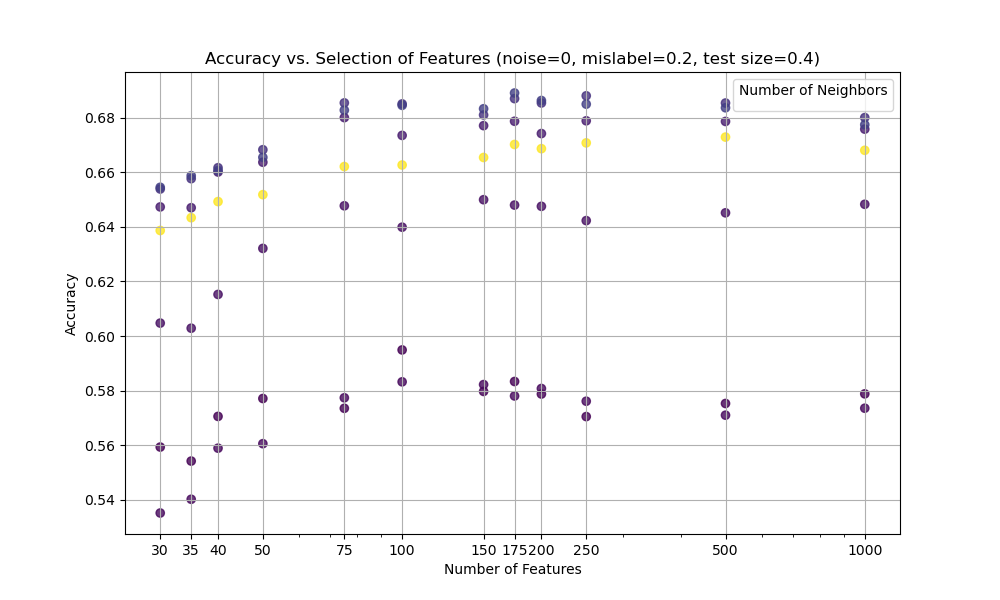 Accuracy vs. Selection of Features (noise=0, mislabel=0.2, test size=0.4)
Number of Neighbors
Accuracy
0.68
0.66
0.64
0.62
0.60
0.58
0.56
0.54
30 35 40 50 75 100 150 175 200 250 500 1000
Number of Features